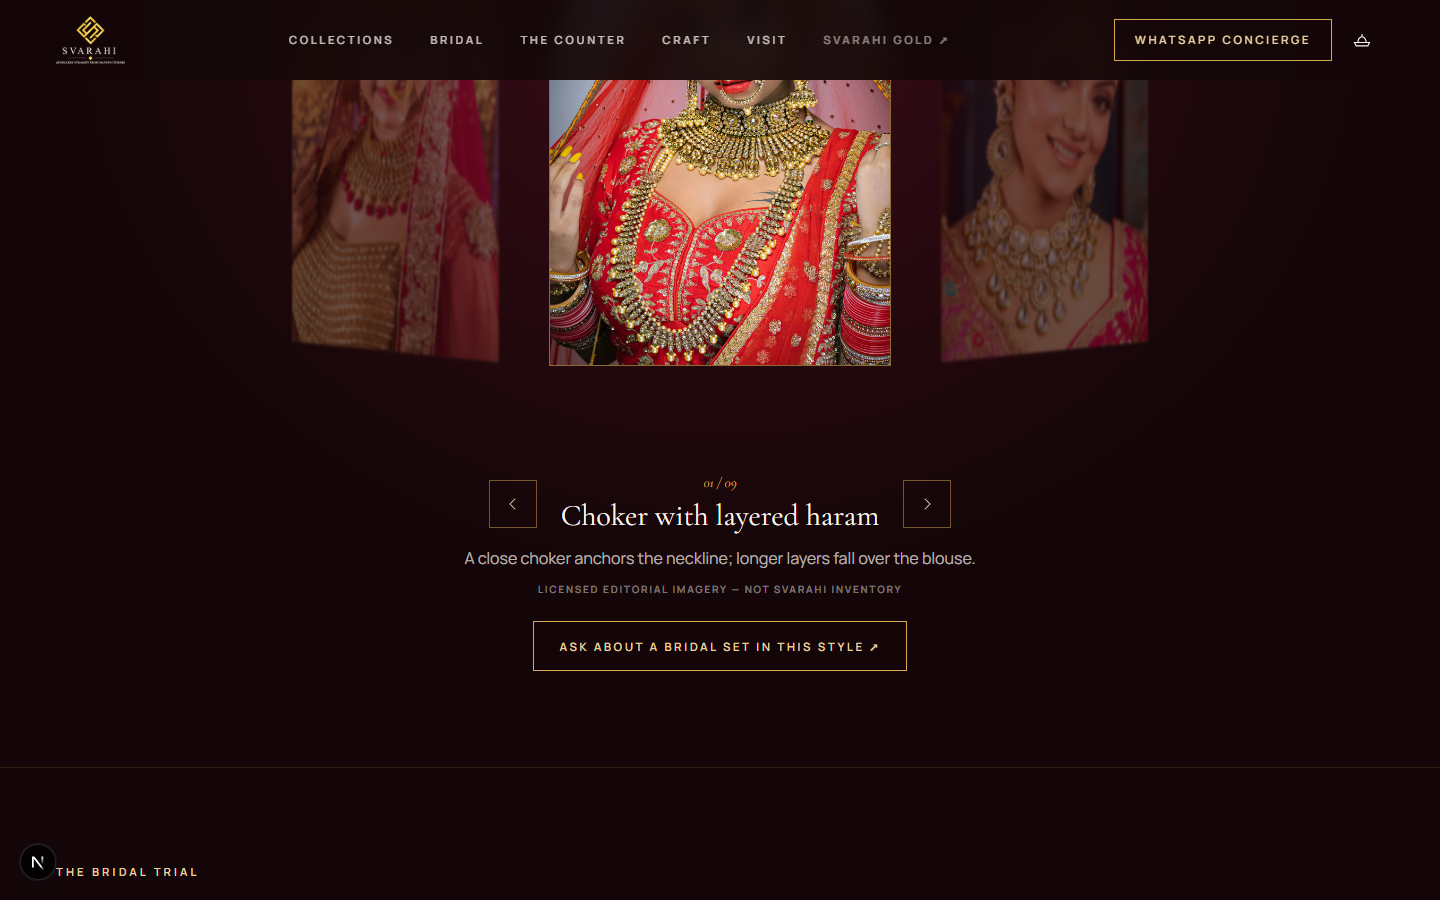 SVARAHI
COLLECTIONS
BRIDAL
THE COUNTER
CRAFT
VISIT
SVARAHI GOLD ↗
WHATSAPP CONCIERGE
01 / 09
Choker with layered haram
A close choker anchors the neckline; longer layers fall over the blouse.
LICENSED EDITORIAL IMAGERY — NOT SVARAHI INVENTORY
ASK ABOUT A BRIDAL SET IN THIS STYLE ↗
N
THE BRIDAL TRIAL